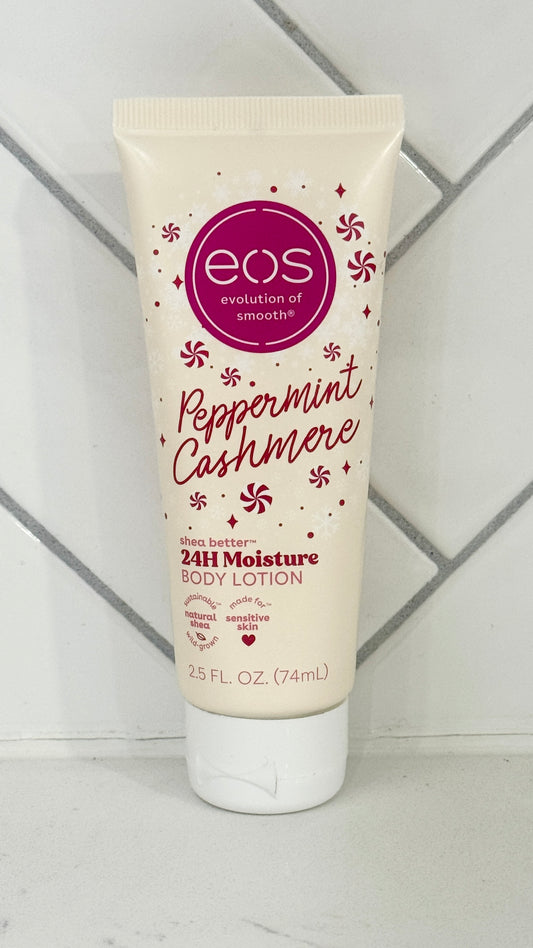 eos
evolution of
smooth®
Peppermint
Cashmere
shea better™
24H Moisture
BODY LOTION
sustainable™
natural
shea
wild-grown
made for™
sensitive
skin
2.5 FL. OZ. (74mL)